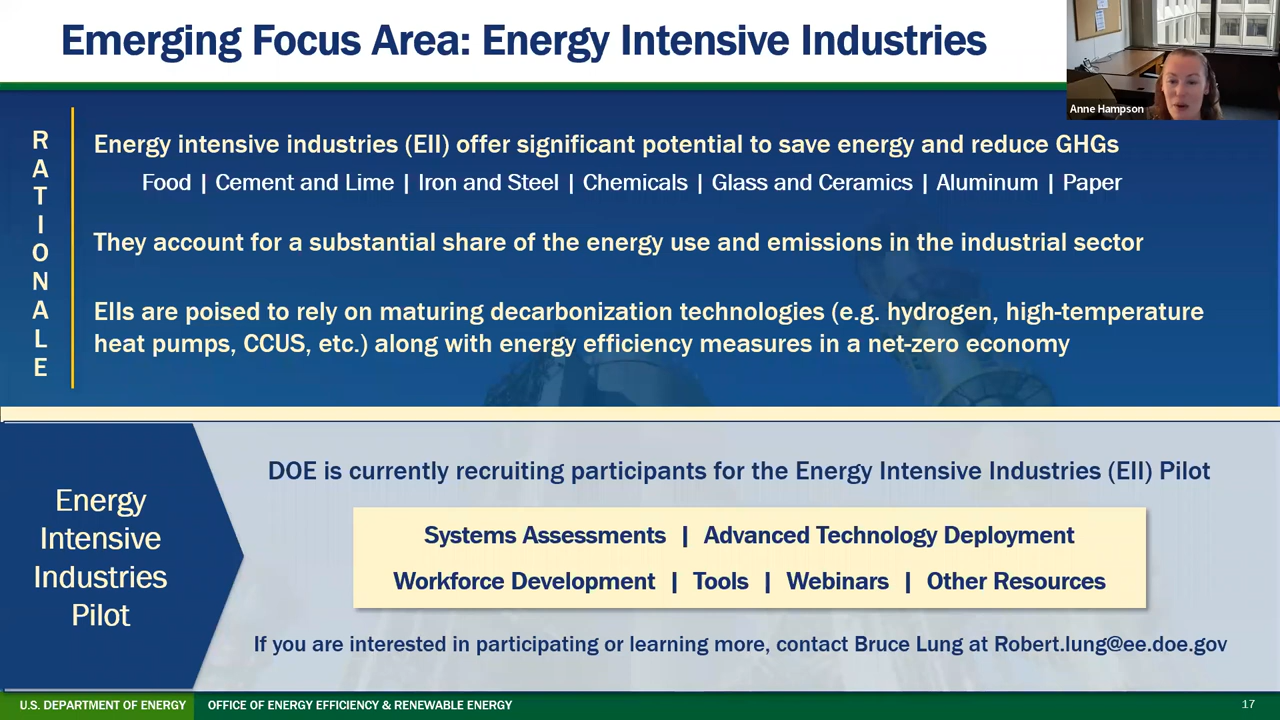 Emerging Focus Area: Energy Intensive Industries
Anne Hampson
RATIONALE
Energy intensive industries (EII) offer significant potential to save energy and reduce GHGs
Food | Cement and Lime | Iron and Steel | Chemicals | Glass and Ceramics | Aluminum | Paper
They account for a substantial share of the energy use and emissions in the industrial sector
EIIs are poised to rely on maturing decarbonization technologies (e.g. hydrogen, high-temperature
heat pumps, CCUS, etc.) along with energy efficiency measures in a net-zero economy
Energy
Intensive
Industries
Pilot
DOE is currently recruiting participants for the Energy Intensive Industries (EII) Pilot
Systems Assessments | Advanced Technology Deployment
Workforce Development | Tools | Webinars | Other Resources
If you are interested in participating or learning more, contact Bruce Lung at Robert.lung@ee.doe.gov
U.S. DEPARTMENT OF ENERGY OFFICE OF ENERGY EFFICIENCY & RENEWABLE ENERGY
17